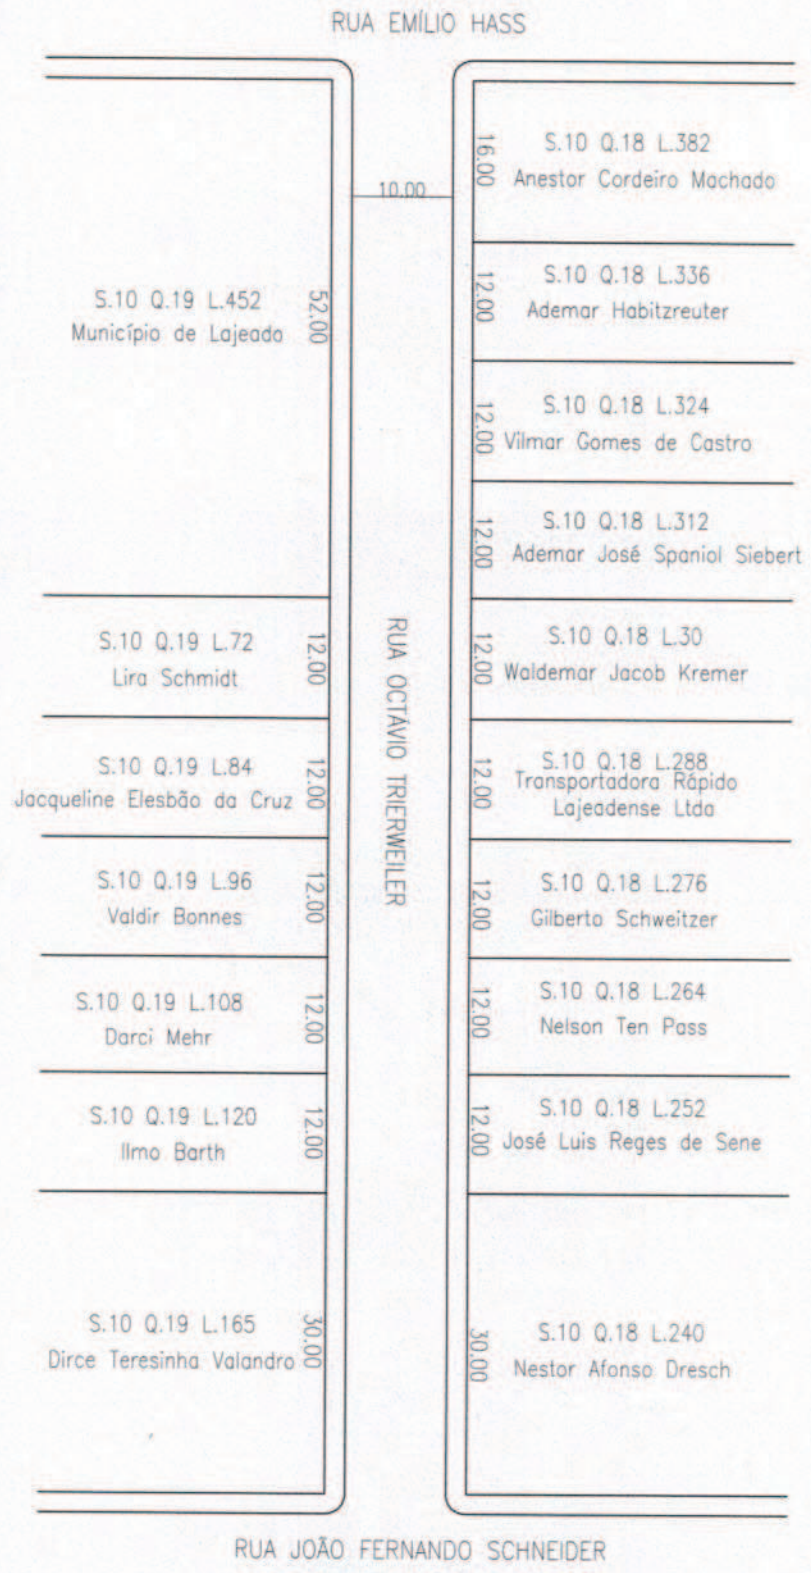 RUA EMÍLIO HASS
10.00
S.10 Q.19 L.452
Município de Lajeado
52.00
S.10 Q.19 L.72
Lira Schmidt
12.00
S.10 Q.19 L.84
Jacqueline Elesbão da Cruz
12.00
S.10 Q.19 L.96
Valdir Bonnes
12.00
S.10 Q.19 L.108
Darci Mehr
12.00
S.10 Q.19 L.120
Ilmo Barth
12.00
S.10 Q.19 L.165
Dirce Teresinha Valandro
30.00
RUA OCTÁVIO TRIERWEILER
16.00
S.10 Q.18 L.382
Anestor Cordeiro Machado
12.00
S.10 Q.18 L.336
Ademar Habitzreuter
12.00
S.10 Q.18 L.324
Vilmar Gomes de Castro
12.00
S.10 Q.18 L.312
Ademar José Spaniol Siebert
12.00
S.10 Q.18 L.30
Waldemar Jacob Kremer
12.00
S.10 Q.18 L.288
Transportadora Rápido
Lajeadense Ltda
12.00
S.10 Q.18 L.276
Gilberto Schweitzer
12.00
S.10 Q.18 L.264
Nelson Ten Pass
12.00
S.10 Q.18 L.252
José Luis Reges de Sene
30.00
S.10 Q.18 L.240
Nestor Afonso Dresch
RUA JOÃO FERNANDO SCHNEIDER